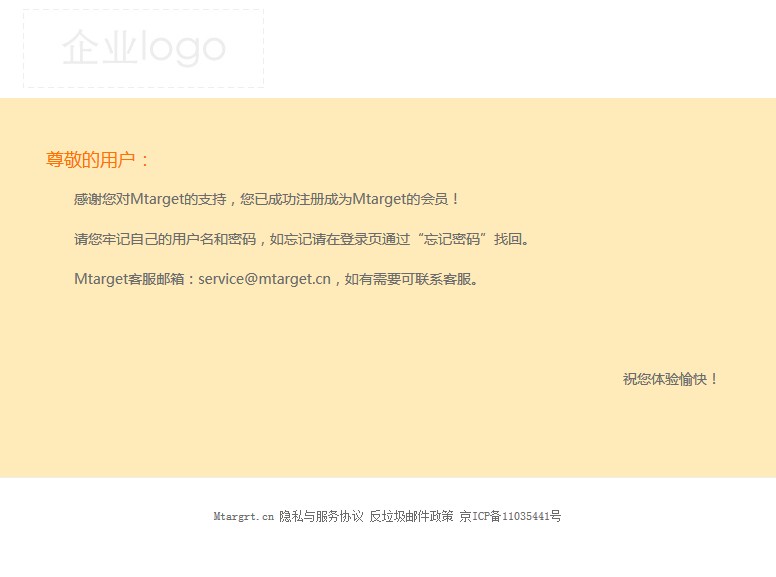 企业logo
尊敬的用户：
感谢您对Mtarget的支持，您已成功注册成为Mtarget的会员！
请您牢记自己的用户名和密码，如忘记请在登录页通过“忘记密码”找回。
Mtarget客服邮箱：service@mtarget.cn，如有需要可联系客服。
祝您体验愉快！
Mtargrt.cn 隐私与服务协议 反垃圾邮件政策 京ICP备11035441号